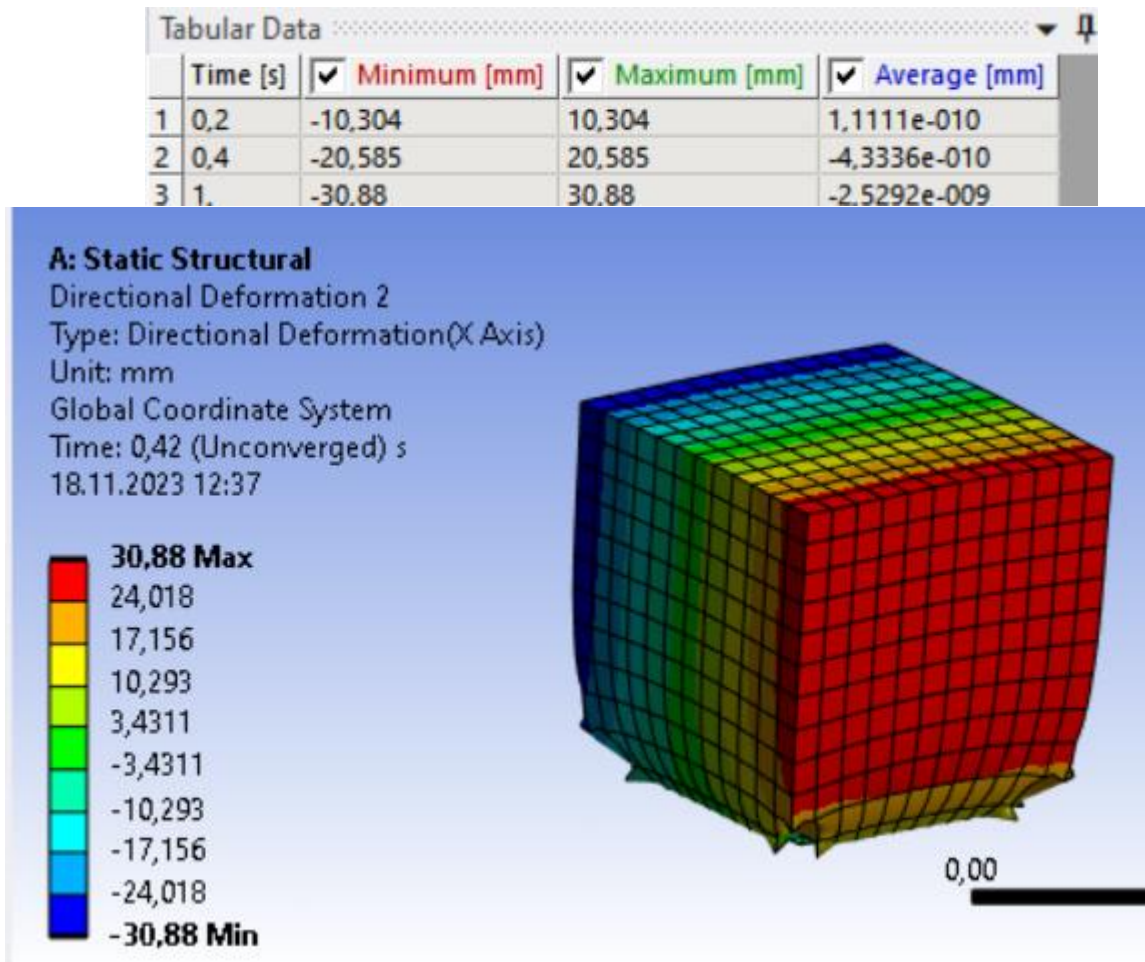 Tabular Data
Time [s] Minimum [mm] Maximum [mm] Average [mm]
1 0,2 -10,304 10,304 1,1111e-010
2 0,4 -20,585 20,585 -4,3336e-010
3 1, -30,88 30,88 -2,5292e-009
A: Static Structural
Directional Deformation 2
Type: Directional Deformation(X Axis)
Unit: mm
Global Coordinate System
Time: 0,42 (Unconverged) s
18.11.2023 12:37
30,88 Max
24,018
17,156
10,293
3,4311
-3,4311
-10,293
-17,156
-24,018
-30,88 Min
0,00